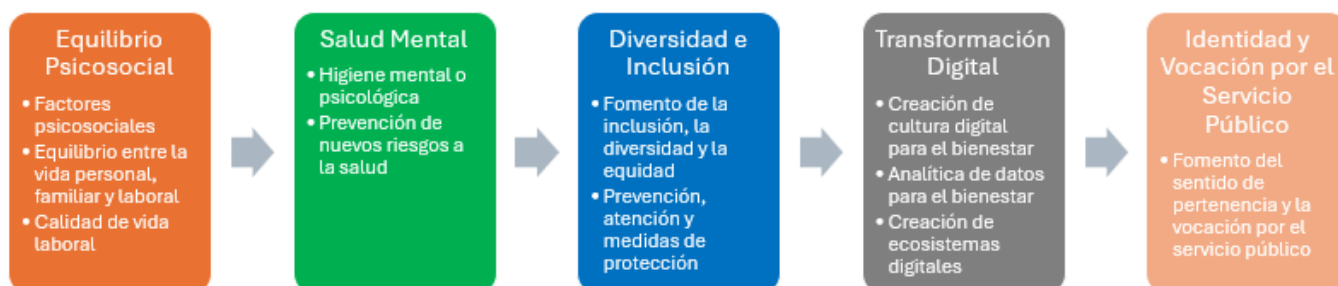 Equilibrio
Psicosocial
• Factores
psicosociales
• Equilibrio entre la
vida personal,
familiar y laboral
• Calidad de vida
laboral
Salud Mental
• Higiene mental o
psicológica
• Prevención de
nuevos riesgos a
la salud
Diversidad e
Inclusión
• Fomento de la
inclusión, la
diversidad y la
equidad
• Prevención,
atención y
medidas de
protección
Transformación
Digital
• Creación de
cultura digital
para el bienestar
• Analítica de datos
para el bienestar
• Creación de
ecosistemas
digitales
Identidad y
Vocación por el
Servicio
Público
• Fomento del
sentido de
pertenencia y la
vocación por el
servicio público